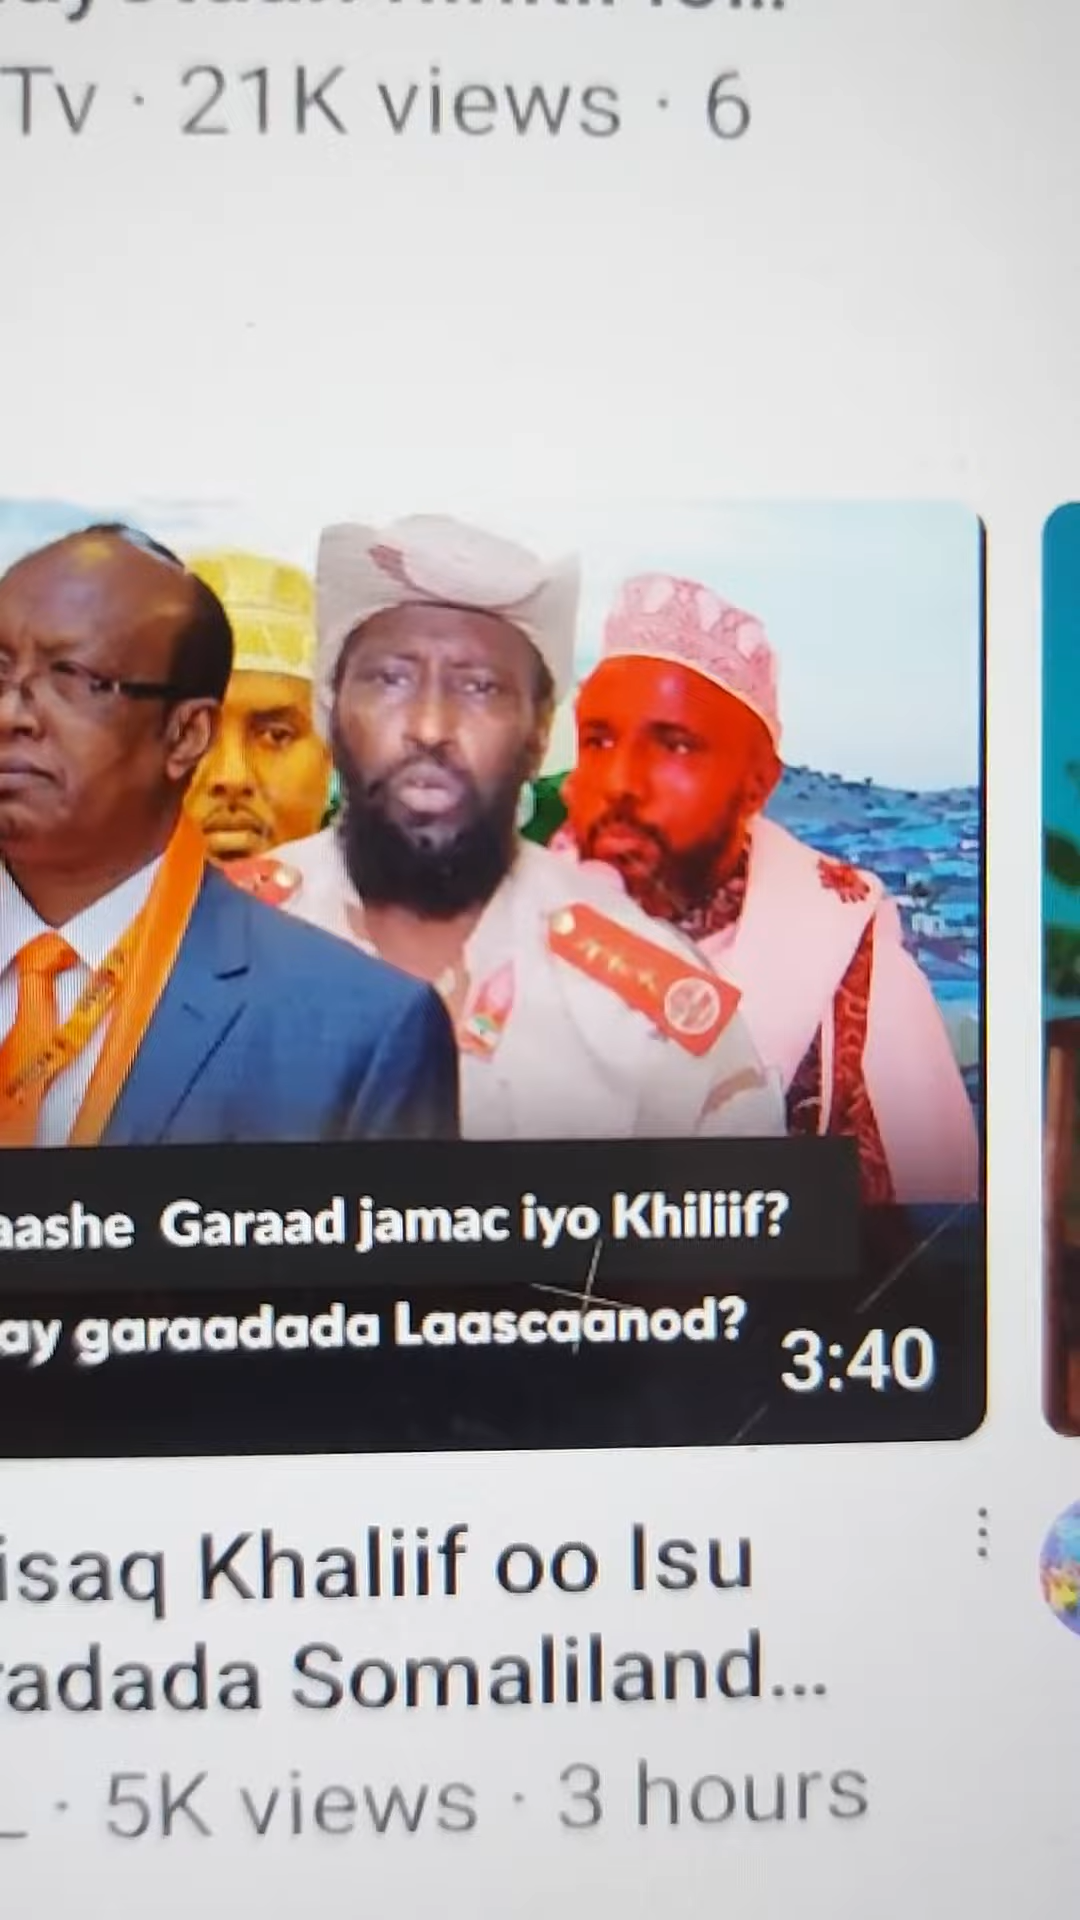 Tv · 21K views · 6
aashe Garaad jamac iyo Khiliif?
ay garaadada Laascaanod?
3:40
isaq Khaliif oo Isu
radada Somaliland...
· 5K views · 3 hours